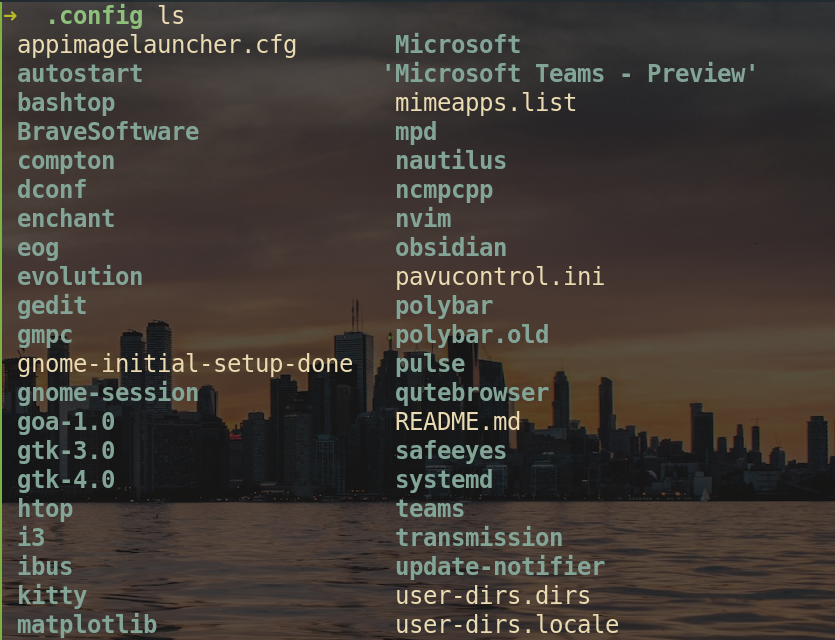 ➜  .config ls
appimagelauncher.cfg Microsoft
autostart 'Microsoft Teams - Preview'
bashtop mimeapps.list
BraveSoftware mpd
compton nautilus
dconf ncmpcpp
enchant nvim
eog obsidian
evolution pavucontrol.ini
gedit polybar
gmpc polybar.old
gnome-initial-setup-done pulse
gnome-session qutebrowser
goa-1.0 README.md
gtk-3.0 safeeyes
gtk-4.0 systemd
htop teams
i3 transmission
ibus update-notifier
kitty user-dirs.dirs
matplotlib user-dirs.locale